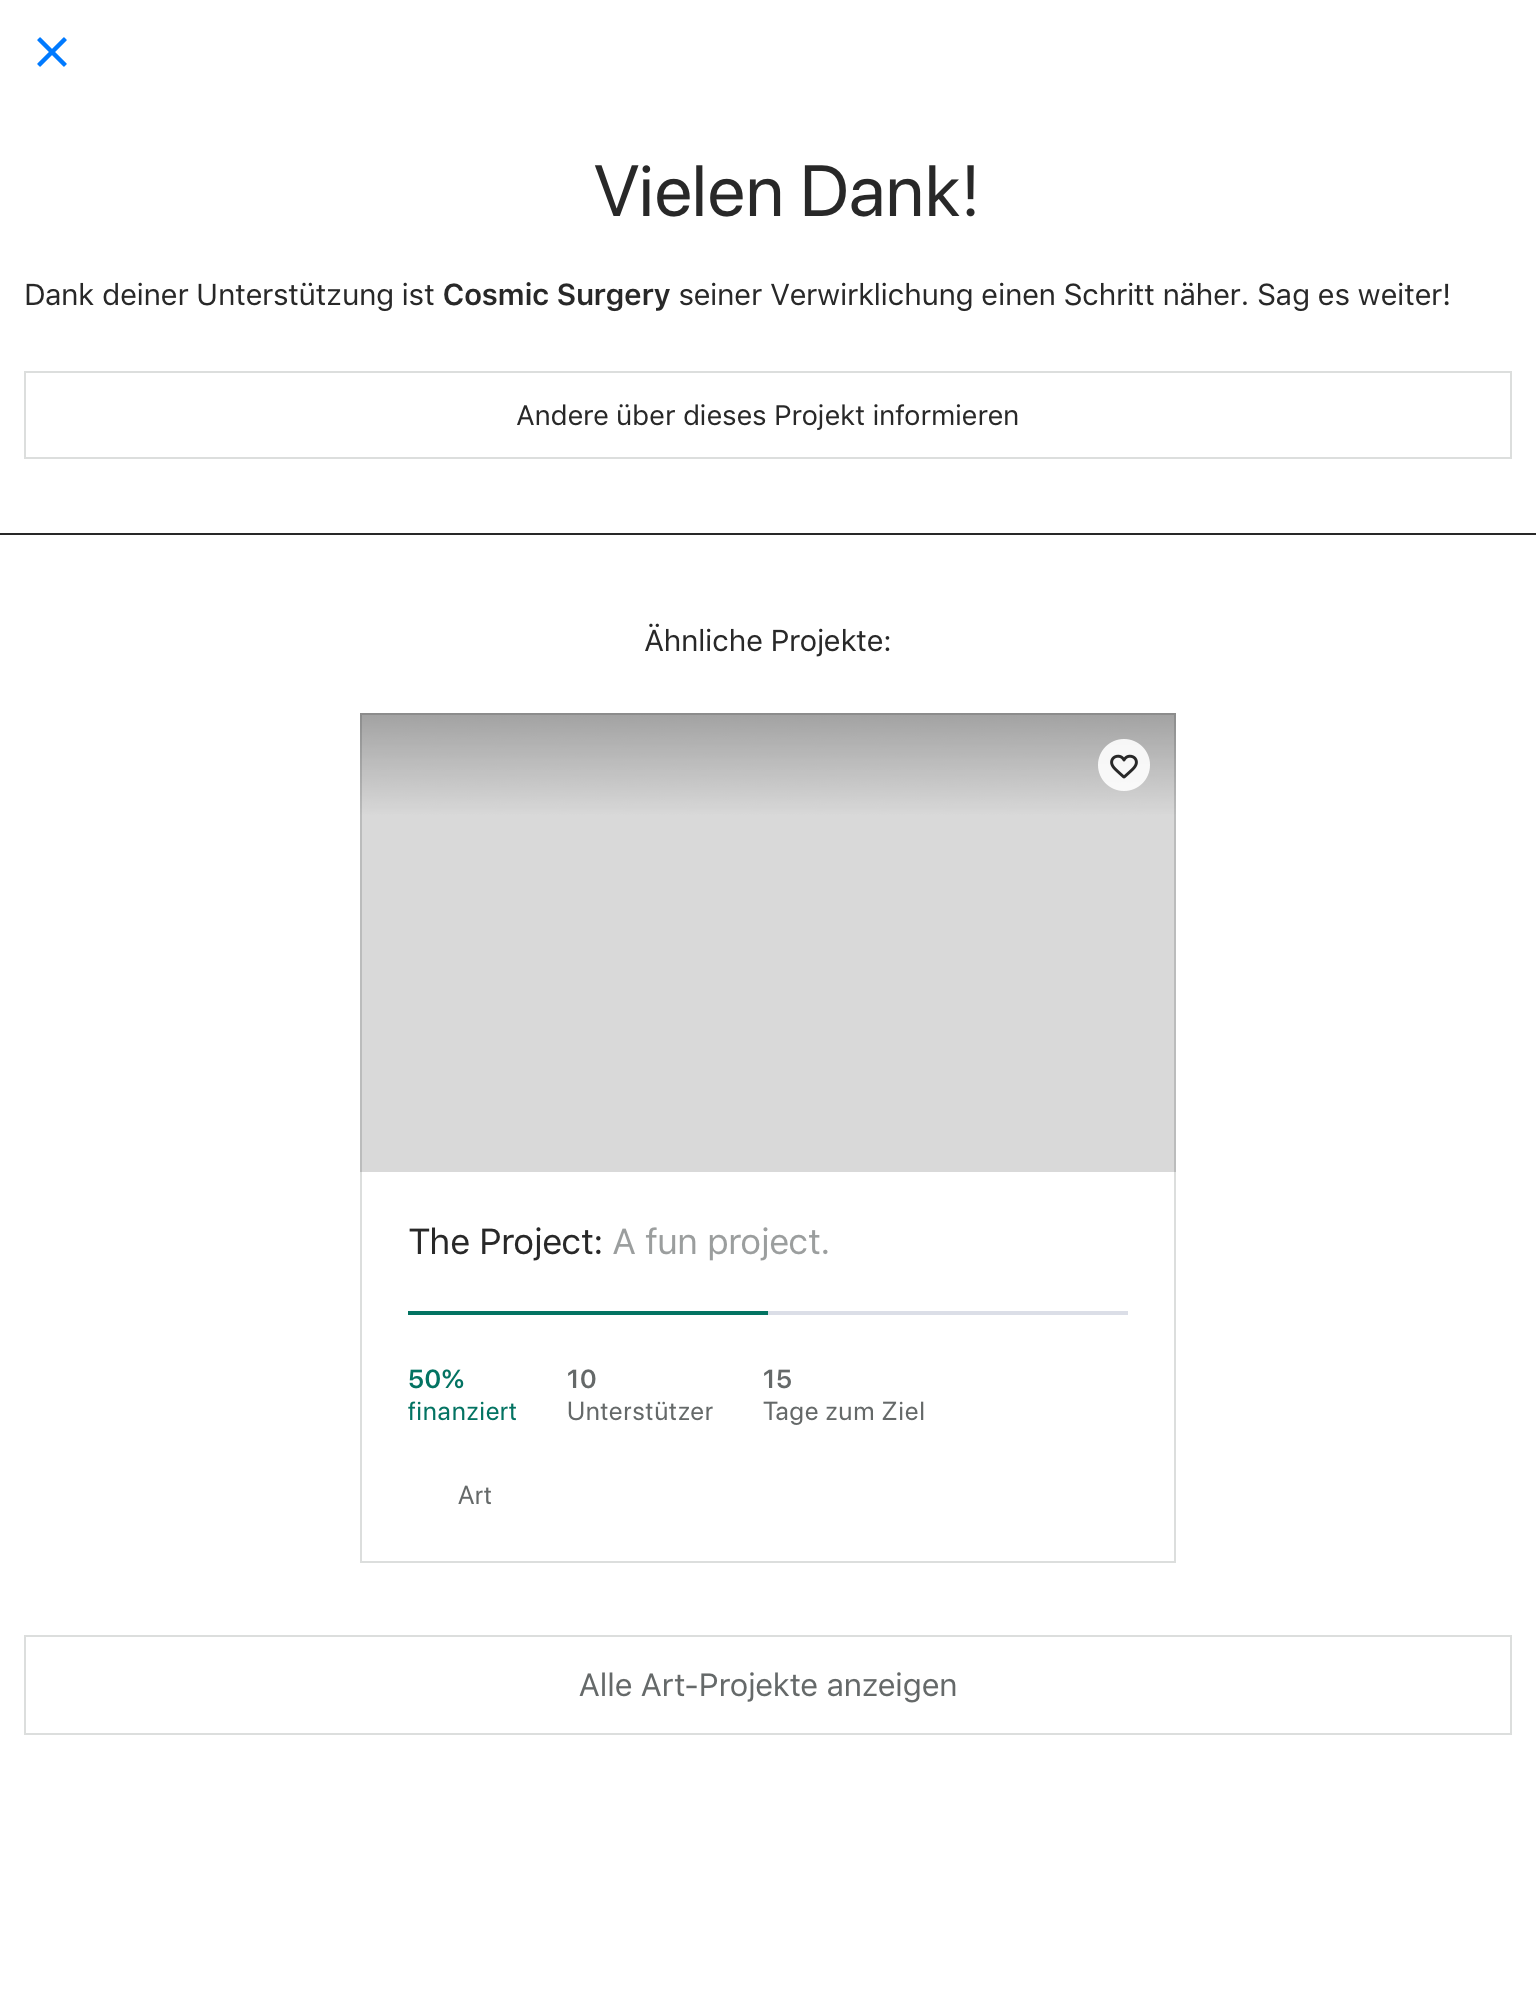 Vielen Dank!
Dank deiner Unterstützung ist Cosmic Surgery seiner Verwirklichung einen Schritt näher. Sag es weiter!
Andere über dieses Projekt informieren
Ähnliche Projekte:
The Project: A fun project.
50% 10 15
finanziert Unterstützer Tage zum Ziel
Art
Alle Art-Projekte anzeigen